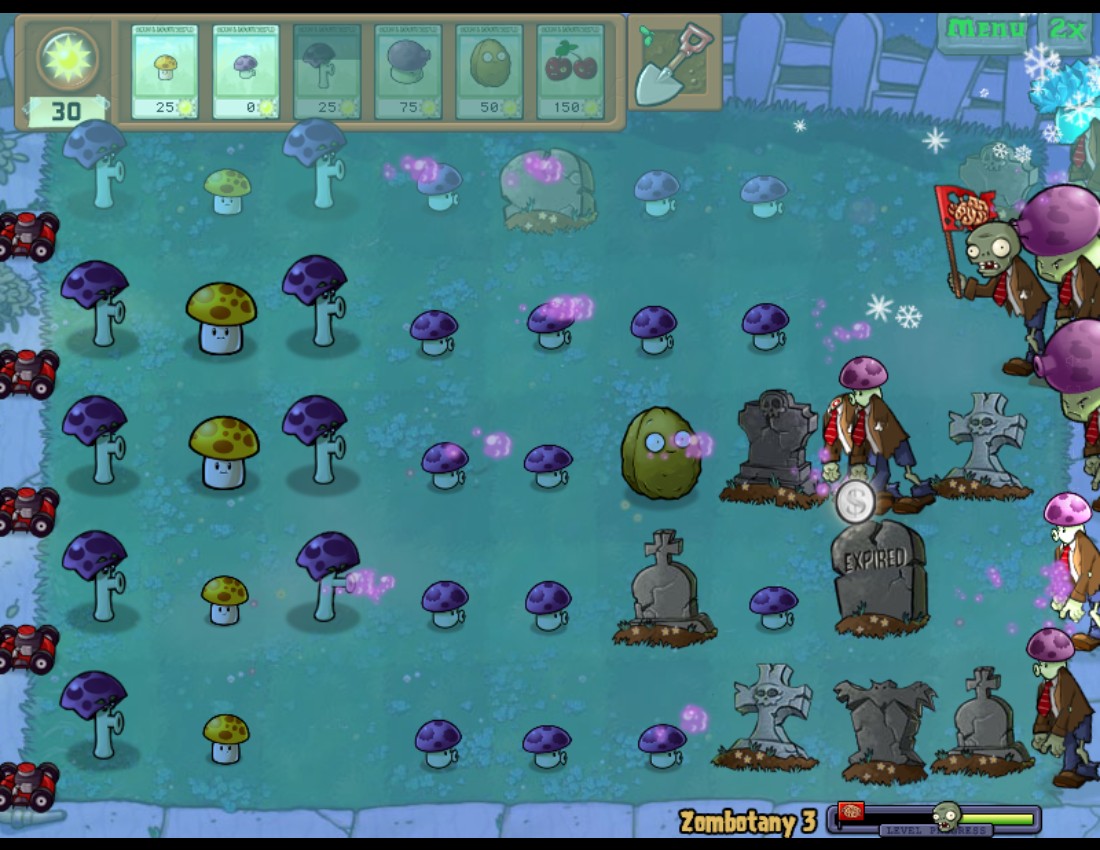 Menu 2x
30
25 0 25 75 50 150
$
EXPIRED
Zombotany 3
LEVEL PROGRESS